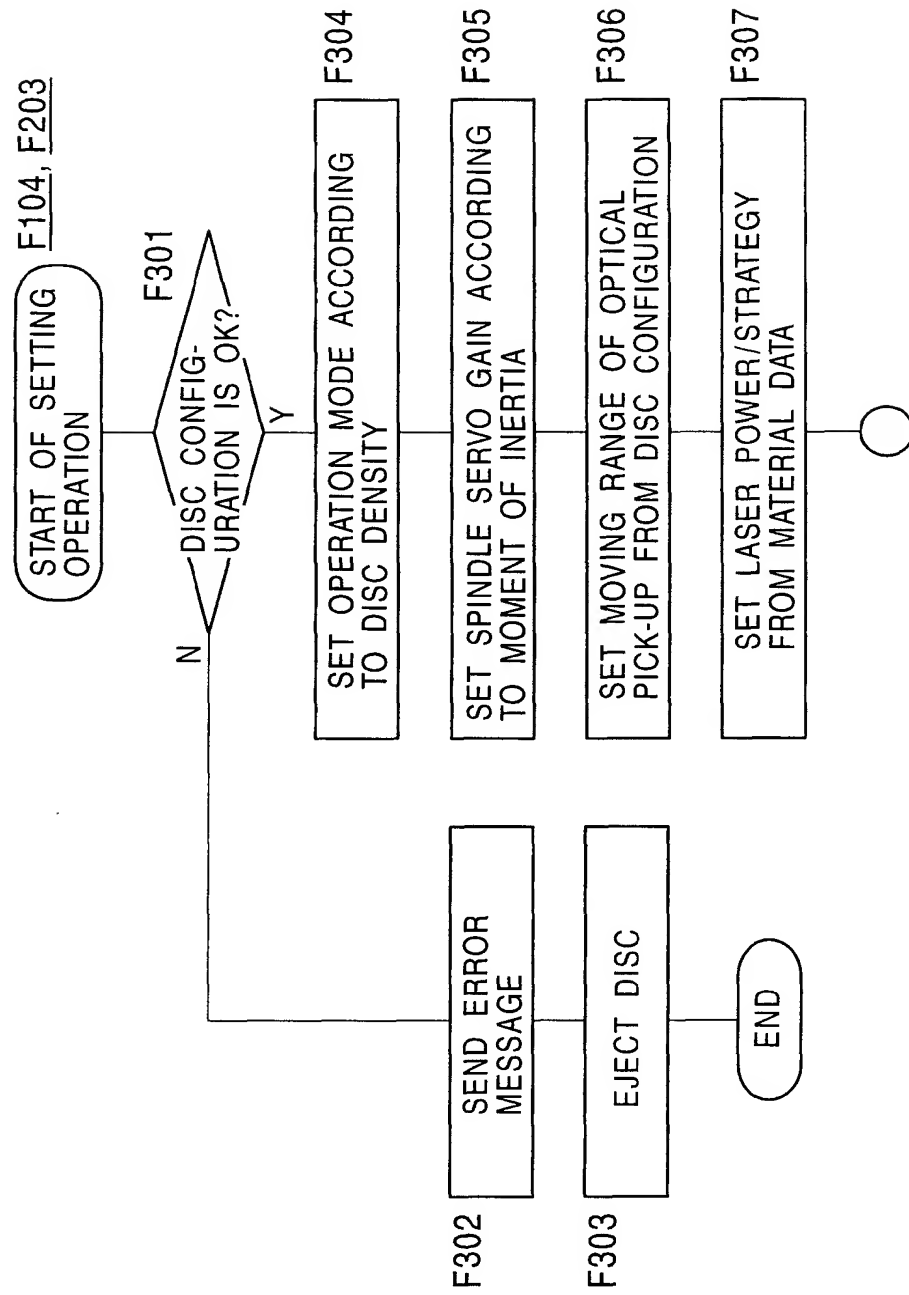 START OF SETTING
OPERATION
F104, F203
F301
DISC CONFIG-
URATION IS OK?
N
Y
SET OPERATION MODE ACCORDING
TO DISC DENSITY
F304
SET SPINDLE SERVO GAIN ACCORDING
TO MOMENT OF INERTIA
F305
SET MOVING RANGE OF OPTICAL
PICK-UP FROM DISC CONFIGURATION
F306
SET LASER POWER/STRATEGY
FROM MATERIAL DATA
F307
F302
SEND ERROR
MESSAGE
F303
EJECT DISC
END